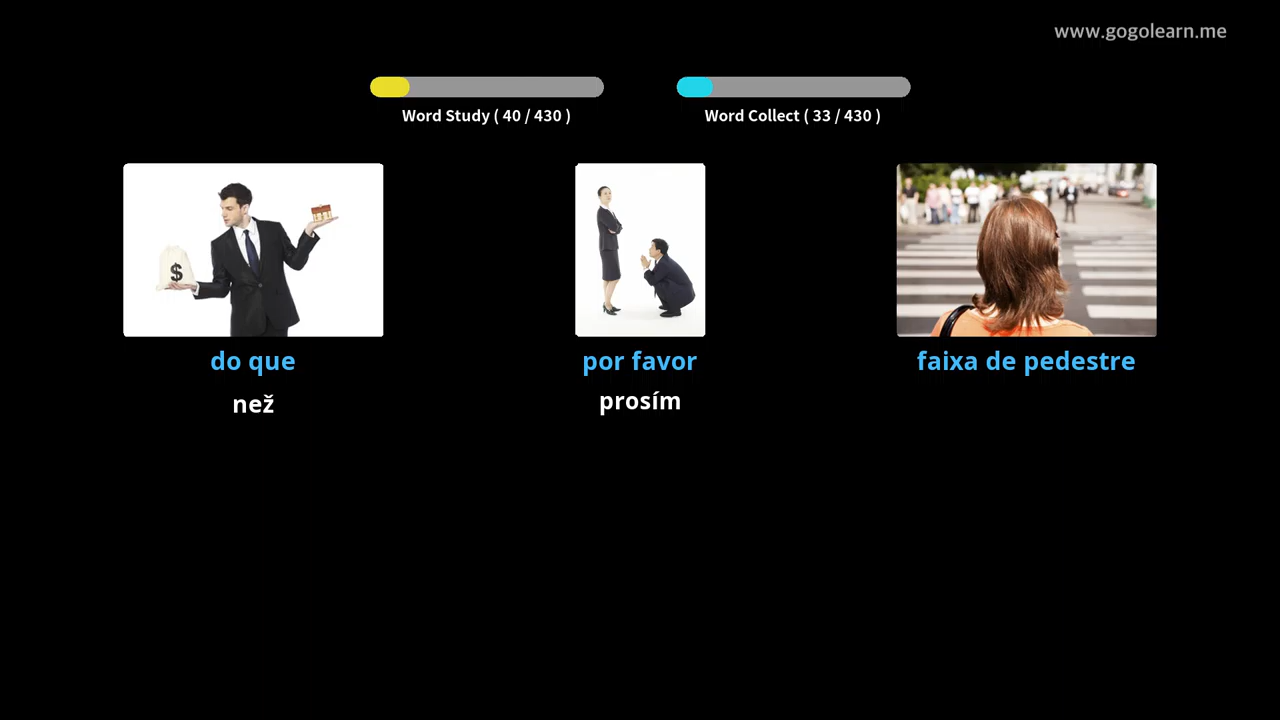 www.gogolearn.me
Word Study ( 40 / 430 )
Word Collect ( 33 / 430 )
$
do que
por favor
faixa de pedestre
než
prosím